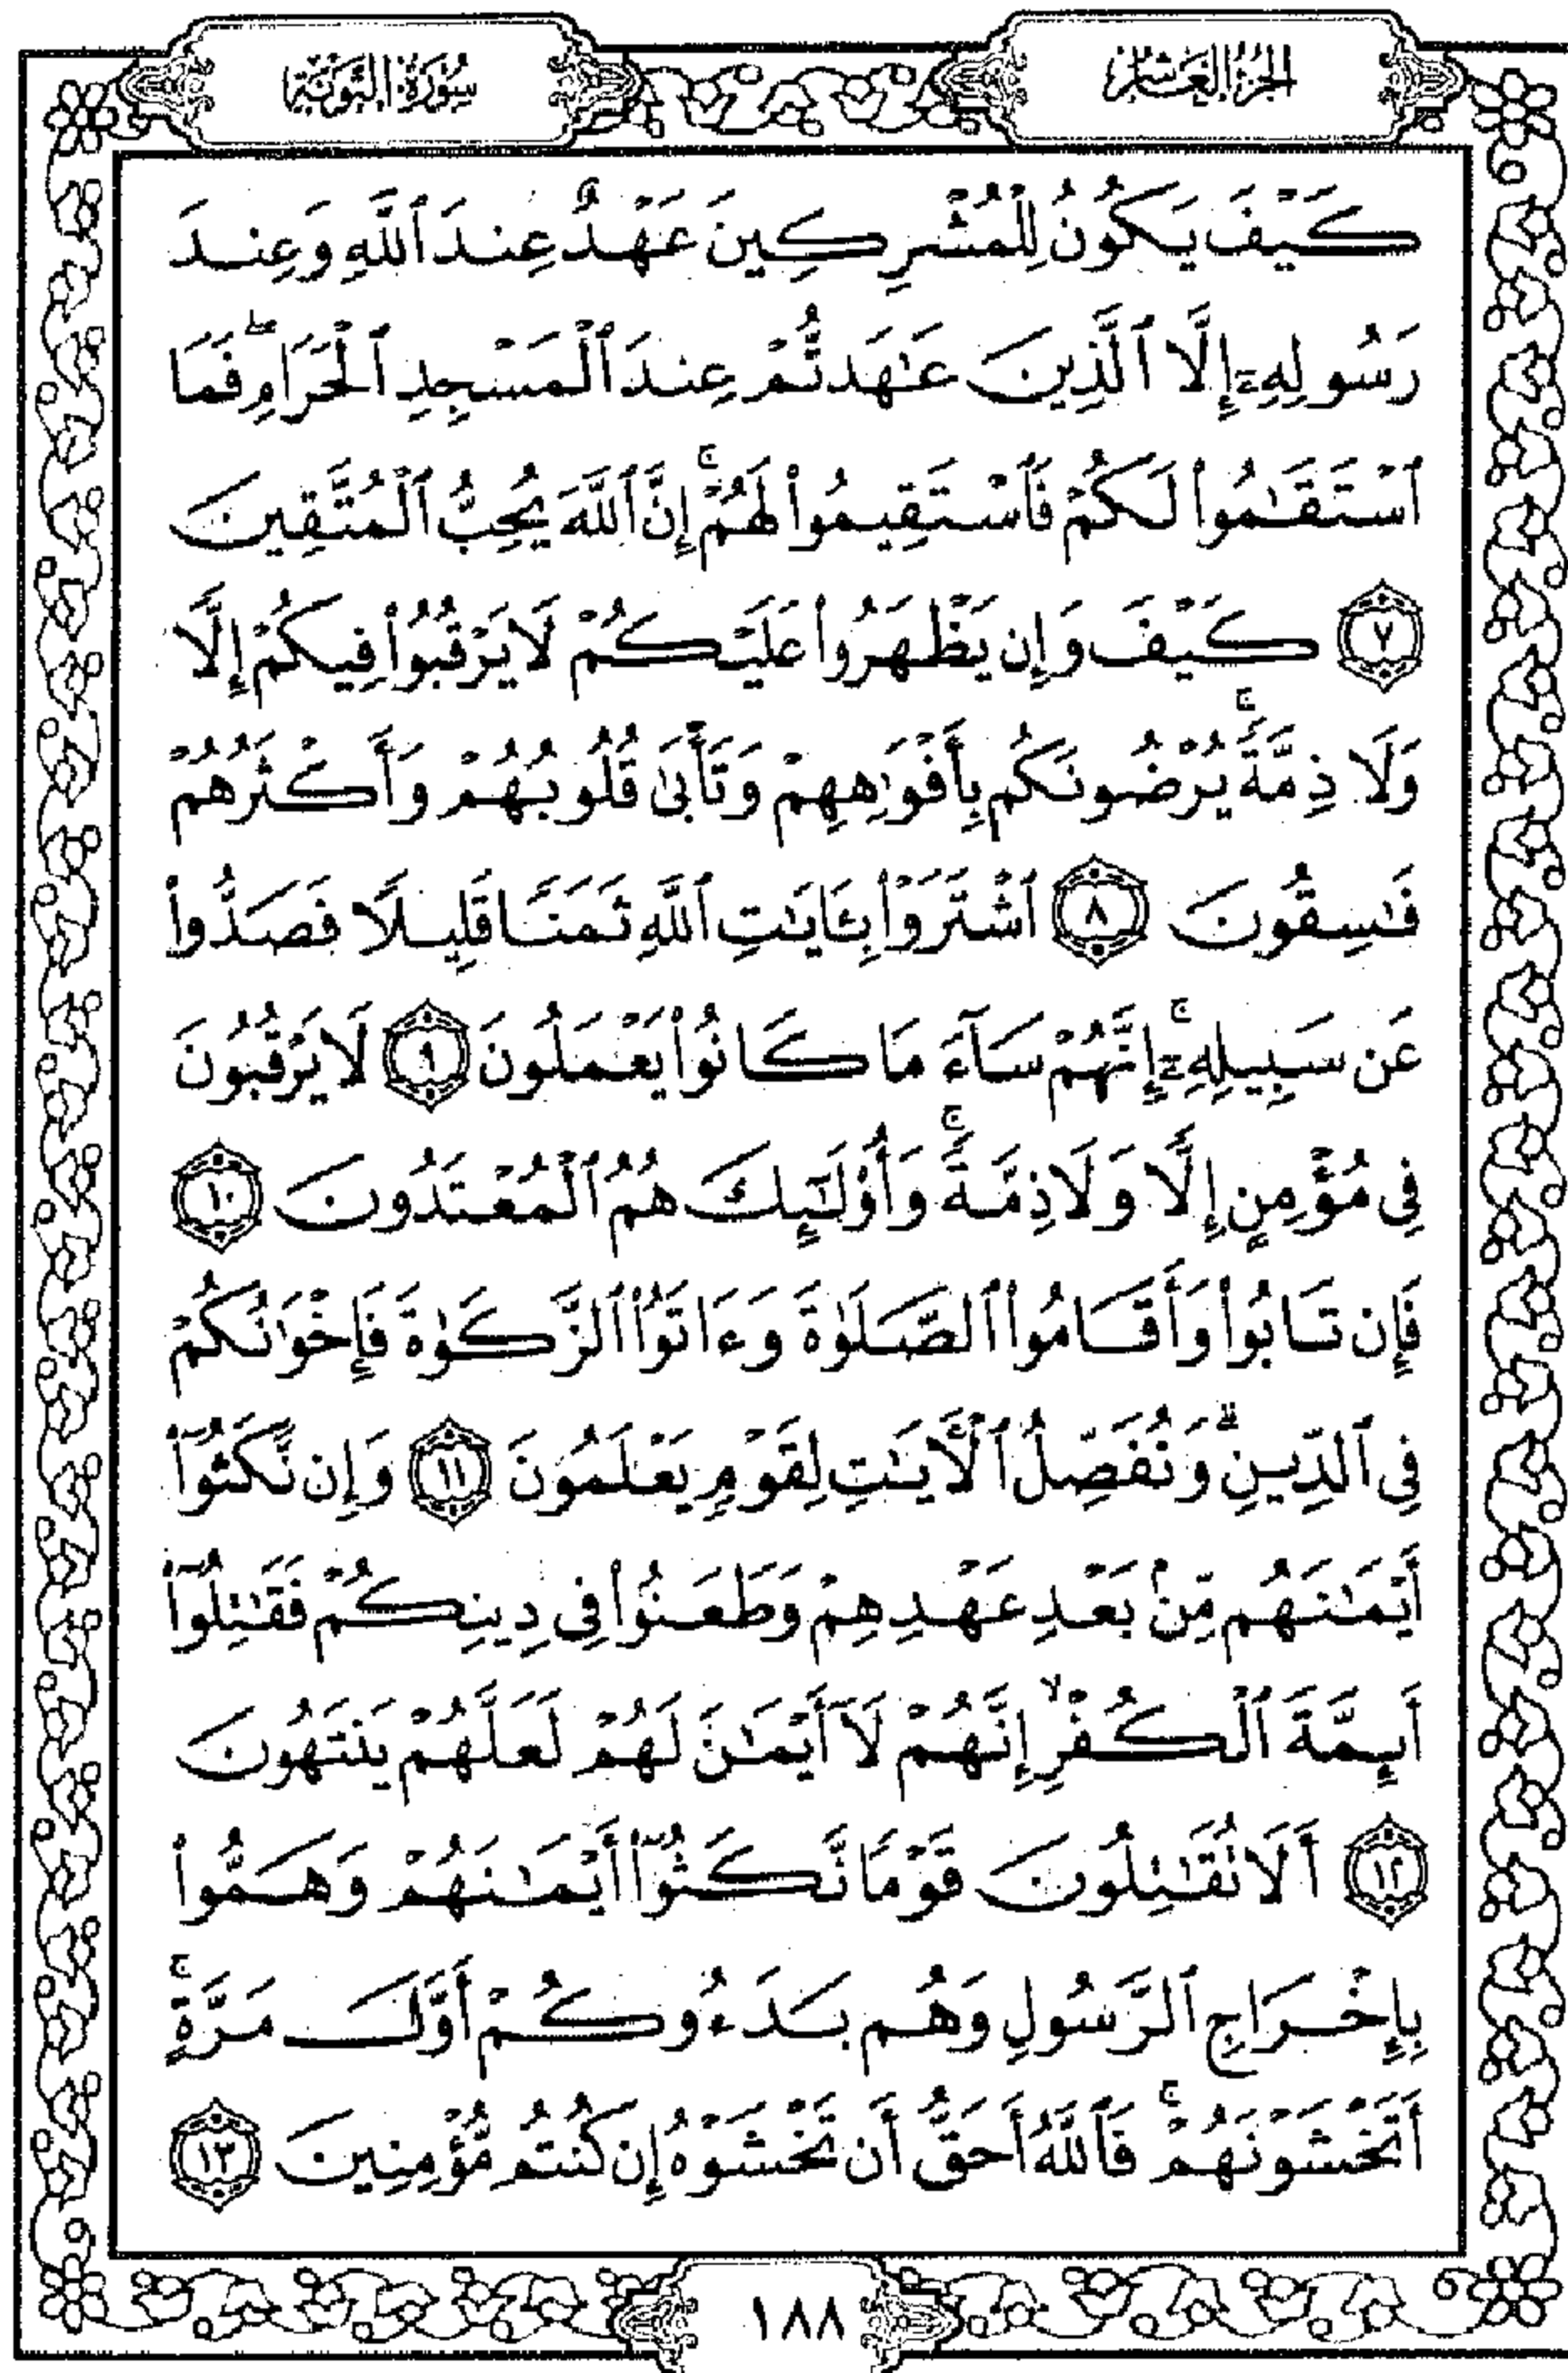 الجزء العاشر
سورة التوبة
كَيْفَ يَكُونُ لِلْمُشْرِكِينَ عَهْدٌ عِندَ ٱللَّهِ وَعِندَ
رَسُولِهِۦٓ إِلَّا ٱلَّذِينَ عَٰهَدتُّمْ عِندَ ٱلْمَسْجِدِ ٱلْحَرَامِ ۖ فَمَا
ٱسْتَقَٰمُوا۟ لَكُمْ فَٱسْتَقِيمُوا۟ لَهُمْ ۚ إِنَّ ٱللَّهَ يُحِبُّ ٱلْمُتَّقِينَ
٧ كَيْفَ وَإِن يَظْهَرُوا۟ عَلَيْكُمْ لَا يَرْقُبُوا۟ فِيكُمْ إِلًّا
وَلَا ذِمَّةً ۚ يُرْضُونَكُم بِأَفْوَٰهِهِمْ وَتَأْبَىٰ قُلُوبُهُمْ وَأَكْثَرُهُمْ
فَٰسِقُونَ ٨ ٱشْتَرَوْا۟ بِـَٔايَٰتِ ٱللَّهِ ثَمَنًا قَلِيلًا فَصَدُّوا۟
عَن سَبِيلِهِۦٓ ۚ إِنَّهُمْ سَآءَ مَا كَانُوا۟ يَعْمَلُونَ ٩ لَا يَرْقُبُونَ
فِى مُؤْمِنٍ إِلًّا وَلَا ذِمَّةً ۚ وَأُو۟لَٰٓئِكَ هُمُ ٱلْمُعْتَدُونَ ١٠
فَإِن تَابُوا۟ وَأَقَامُوا۟ ٱلصَّلَوٰةَ وَءَاتَوُا۟ ٱلزَّكَوٰةَ فَإِخْوَٰنُكُمْ
فِى ٱلدِّينِ ۗ وَنُفَصِّلُ ٱلْـَٔايَٰتِ لِقَوْمٍ يَعْلَمُونَ ١١ وَإِن نَّكَثُوٓا۟
أَيْمَٰنَهُم مِّنۢ بَعْدِ عَهْدِهِمْ وَطَعَنُوا۟ فِى دِينِكُمْ فَقَٰتِلُوٓا۟
أَئِمَّةَ ٱلْكُفْرِ ۙ إِنَّهُمْ لَآ أَيْمَٰنَ لَهُمْ لَعَلَّهُمْ يَنتَهُونَ
١٢ أَلَا تُقَٰتِلُونَ قَوْمًا نَّكَثُوٓا۟ أَيْمَٰنَهُمْ وَهَمُّوا۟
بِإِخْرَاجِ ٱلرَّسُولِ وَهُم بَدَءُوكُمْ أَوَّلَ مَرَّةٍ ۚ
أَتَخْشَوْنَهُمْ ۚ فَٱللَّهُ أَحَقُّ أَن تَخْشَوْهُ إِن كُنتُم مُّؤْمِنِينَ ١٣
١٨٨